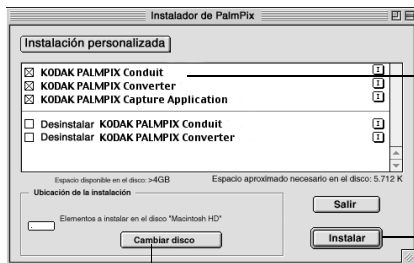 Instalador de PalmPix
Instalación personalizada
KODAK PALMPIX Conduit
KODAK PALMPIX Converter
KODAK PALMPIX Capture Application
Desinstalar KODAK PALMPIX Conduit
Desinstalar KODAK PALMPIX Converter
Espacio disponible en el disco: >4GB Espacio aproximado necesario en el disco: 5.712 K
Ubicación de la instalación
Elementos a instalar en el disco "Macintosh HD"
Cambiar disco
Salir
Instalar